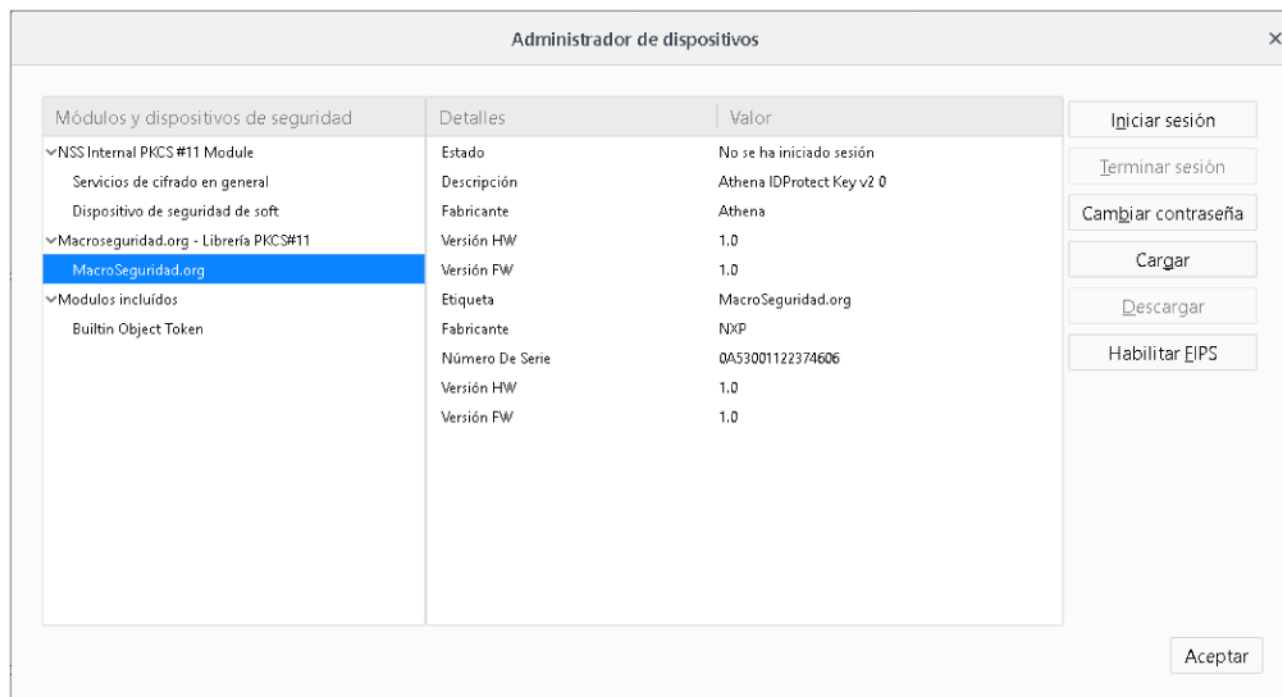 Administrador de dispositivos
Módulos y dispositivos de seguridad
Detalles
Valor
NSS Internal PKCS #11 Module
Servicios de cifrado en general
Dispositivo de seguridad de soft
Macroseguridad.org - Librería PKCS#11
MacroSeguridad.org
Modulos incluídos
Builtin Object Token
Estado No se ha iniciado sesión
Descripción Athena IDProtect Key v2 0
Fabricante Athena
Versión HW 1.0
Versión FW 1.0
Etiqueta MacroSeguridad.org
Fabricante NXP
Número De Serie 0A53001122374606
Versión HW 1.0
Versión FW 1.0
Iniciar sesión
Terminar sesión
Cambiar contraseña
Cargar
Descargar
Habilitar FIPS
Aceptar